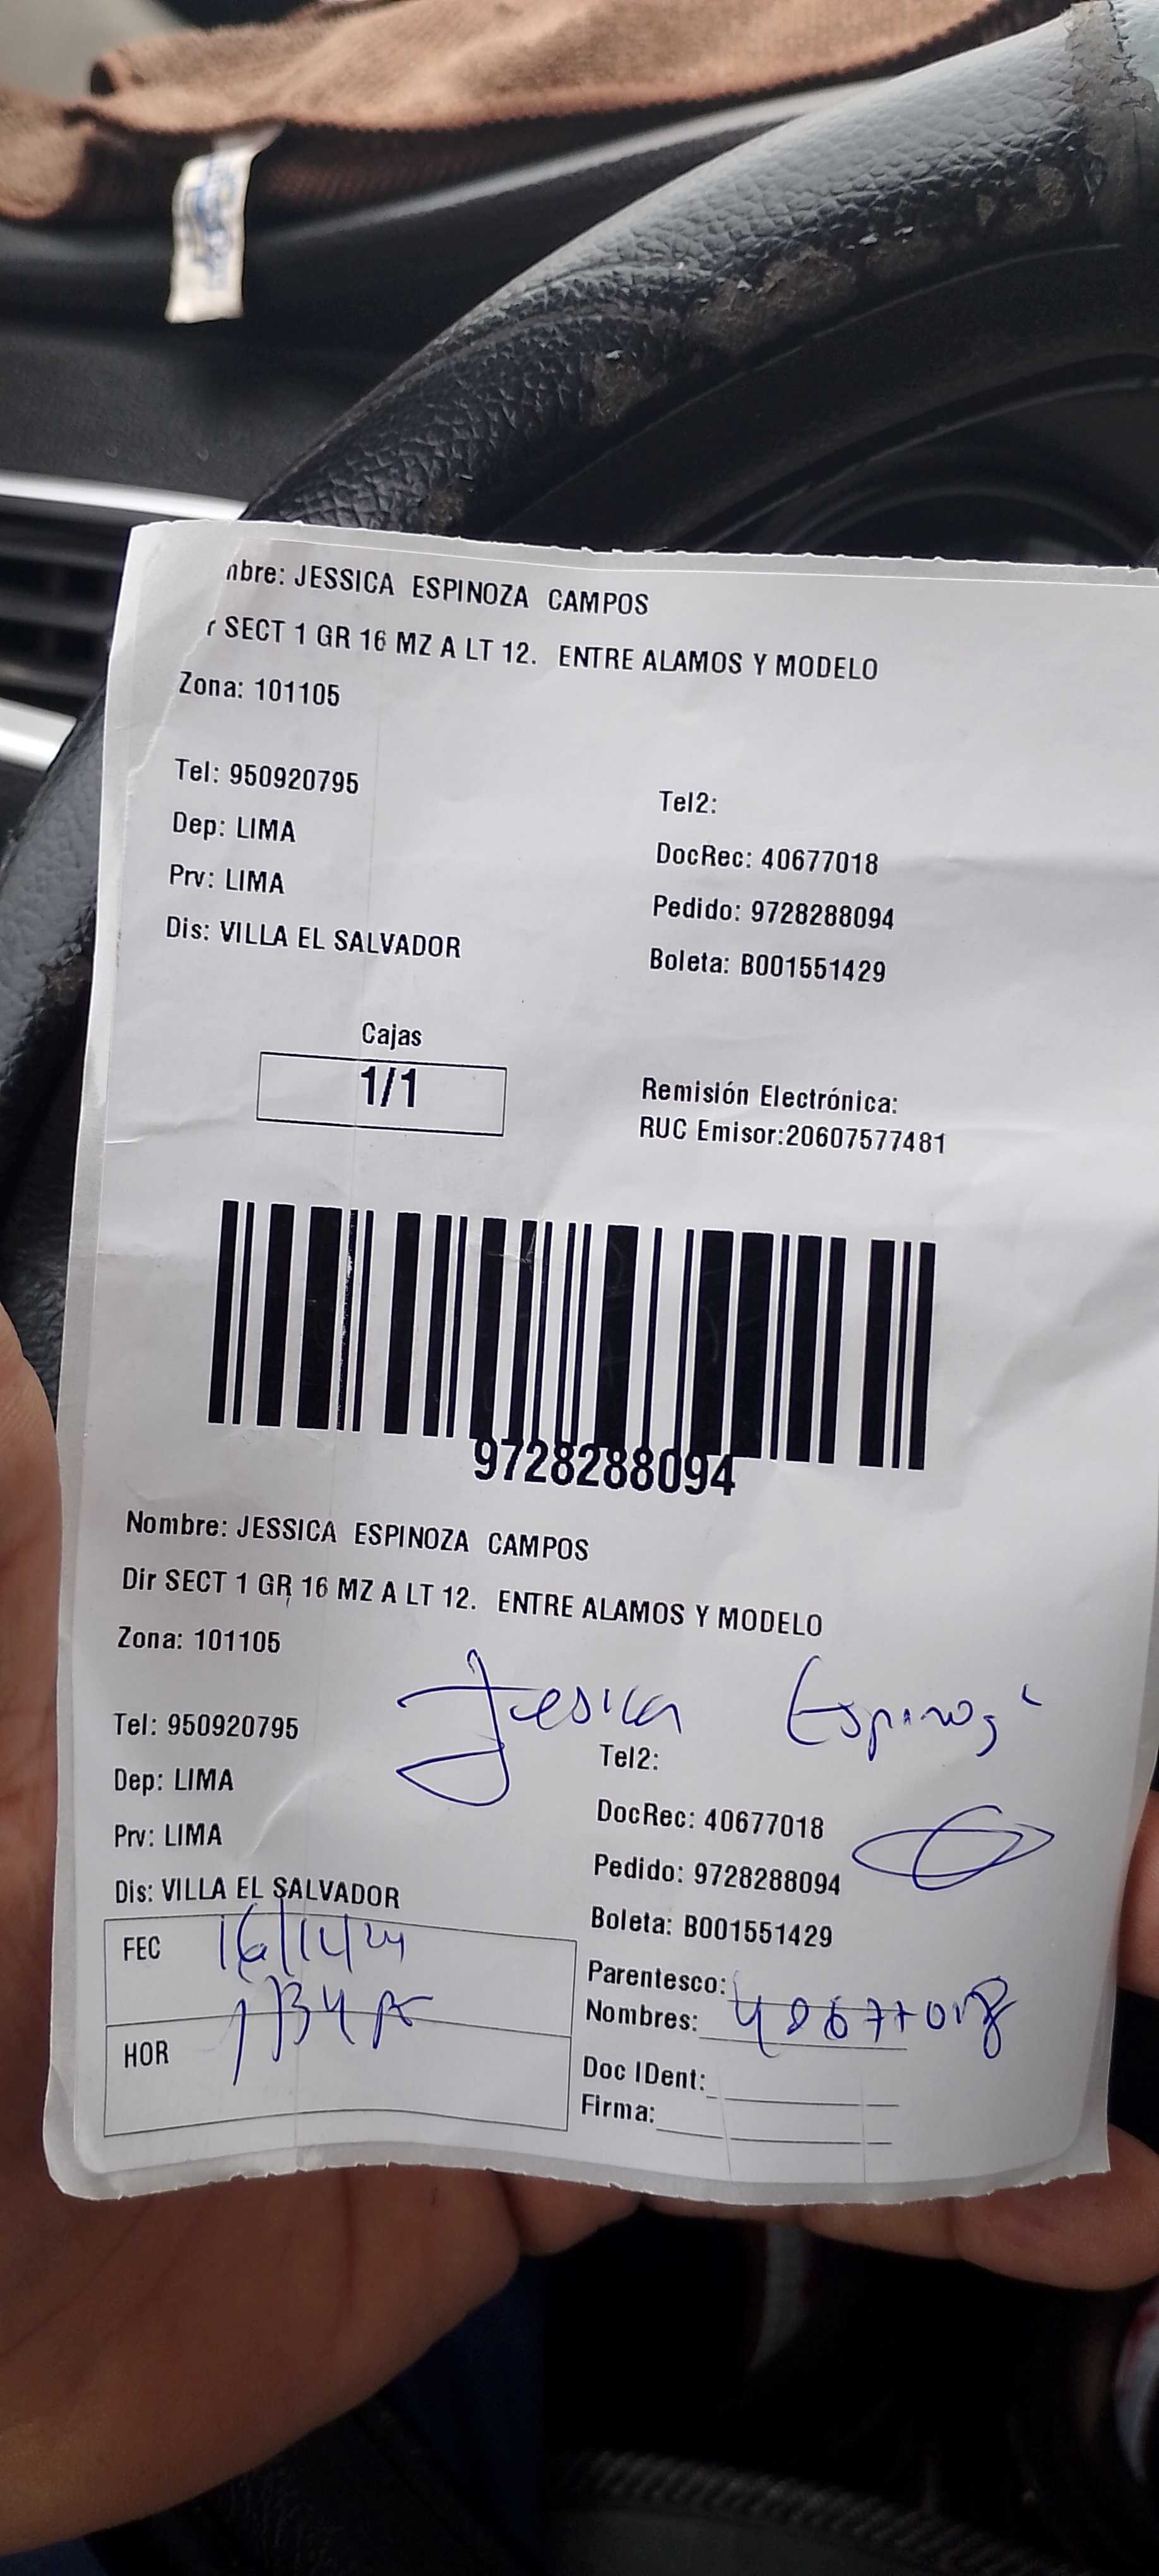 nbre: JESSICA ESPINOZA CAMPOS
r SECT 1 GR 16 MZ A LT 12. ENTRE ALAMOS Y MODELO
Zona: 101105
Tel: 950920795
Tel2:
Dep: LIMA
DocRec: 40677018
Prv: LIMA
Pedido: 9728288094
Dis: VILLA EL SALVADOR
Boleta: B001551429
Cajas
1/1
Remisión Electrónica:
RUC Emisor:20607577481
9728288094
Nombre: JESSICA ESPINOZA CAMPOS
Dir SECT 1 GR 16 MZ A LT 12. ENTRE ALAMOS Y MODELO
Zona: 101105
Jesica Espinoz
Tel: 950920795
Tel2:
Dep: LIMA
DocRec: 40677018
Prv: LIMA
Pedido: 9728288094
Dis: VILLA EL SALVADOR
Boleta: B001551429
FEC
Parentesco:
Nombres: 40677018
HOR
Doc IDent:
Firma: